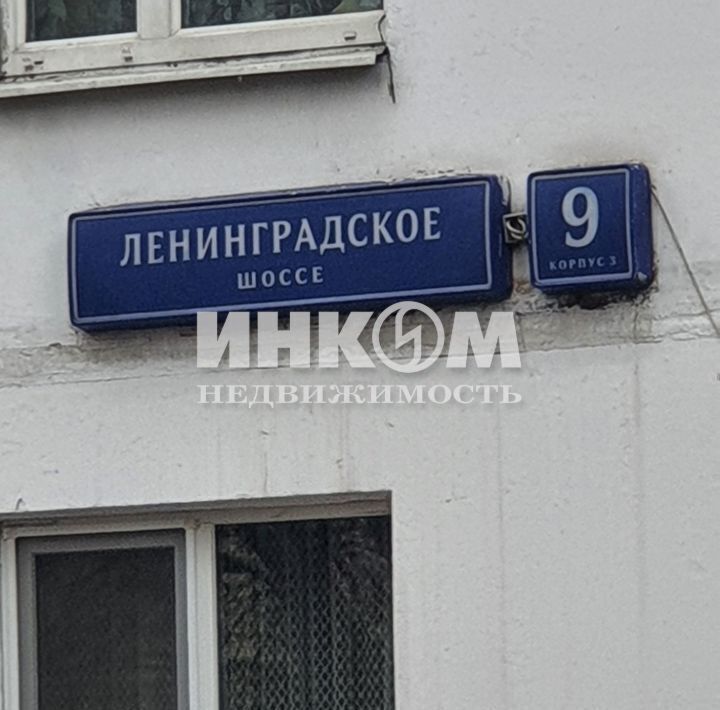 ЛЕНИНГРАДСКОЕ
ШОССЕ
9
КОРПУС 3
ИНКОМ
НЕДВИЖИМОСТЬ